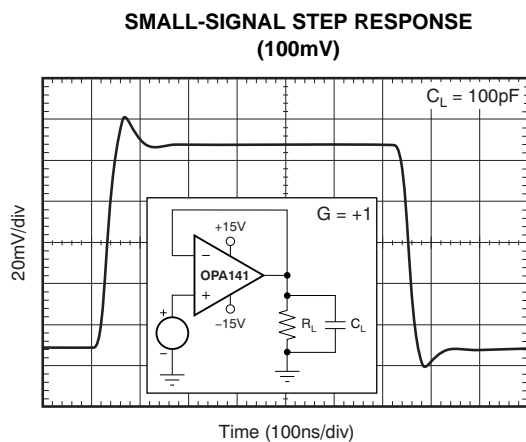 SMALL-SIGNAL STEP RESPONSE
(100mV)
C_L = 100pF
20mV/div
G = +1
+15V
−
OPA141
+
−15V
+
−
R_L
C_L
Time (100ns/div)